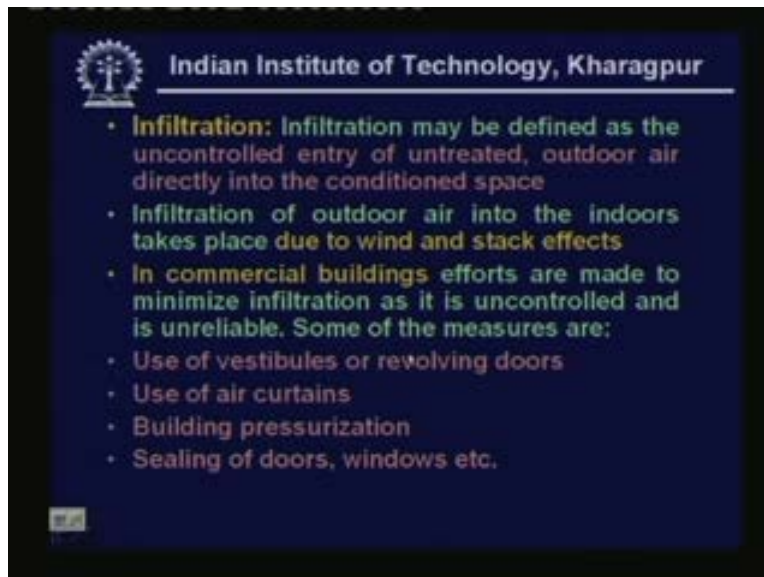 Indian Institute of Technology, Kharagpur
• Infiltration: Infiltration may be defined as the
uncontrolled entry of untreated, outdoor air
directly into the conditioned space
• Infiltration of outdoor air into the indoors
takes place due to wind and stack effects
• In commercial buildings efforts are made to
minimize infiltration as it is uncontrolled and
is unreliable. Some of the measures are:
• Use of vestibules or revolving doors
• Use of air curtains
• Building pressurization
• Sealing of doors, windows etc.